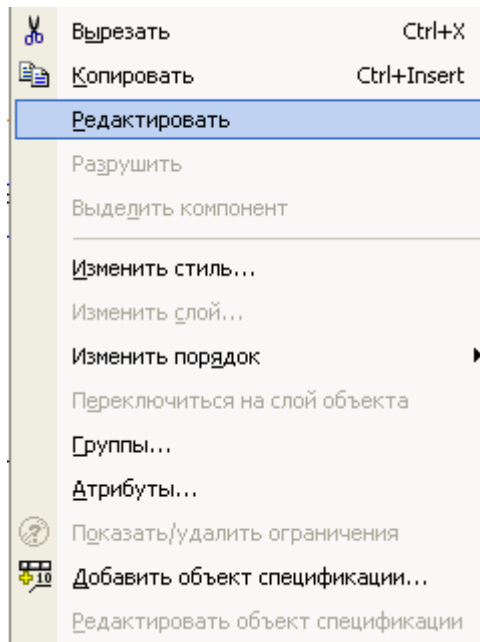 Вырезать Ctrl+X
Копировать Ctrl+Insert
Редактировать
Разрушить
Выделить компонент
Изменить стиль...
Изменить слой...
Изменить порядок
Переключиться на слой объекта
Группы...
Атрибуты...
Показать/удалить ограничения
10 Добавить объект спецификации...
Редактировать объект спецификации